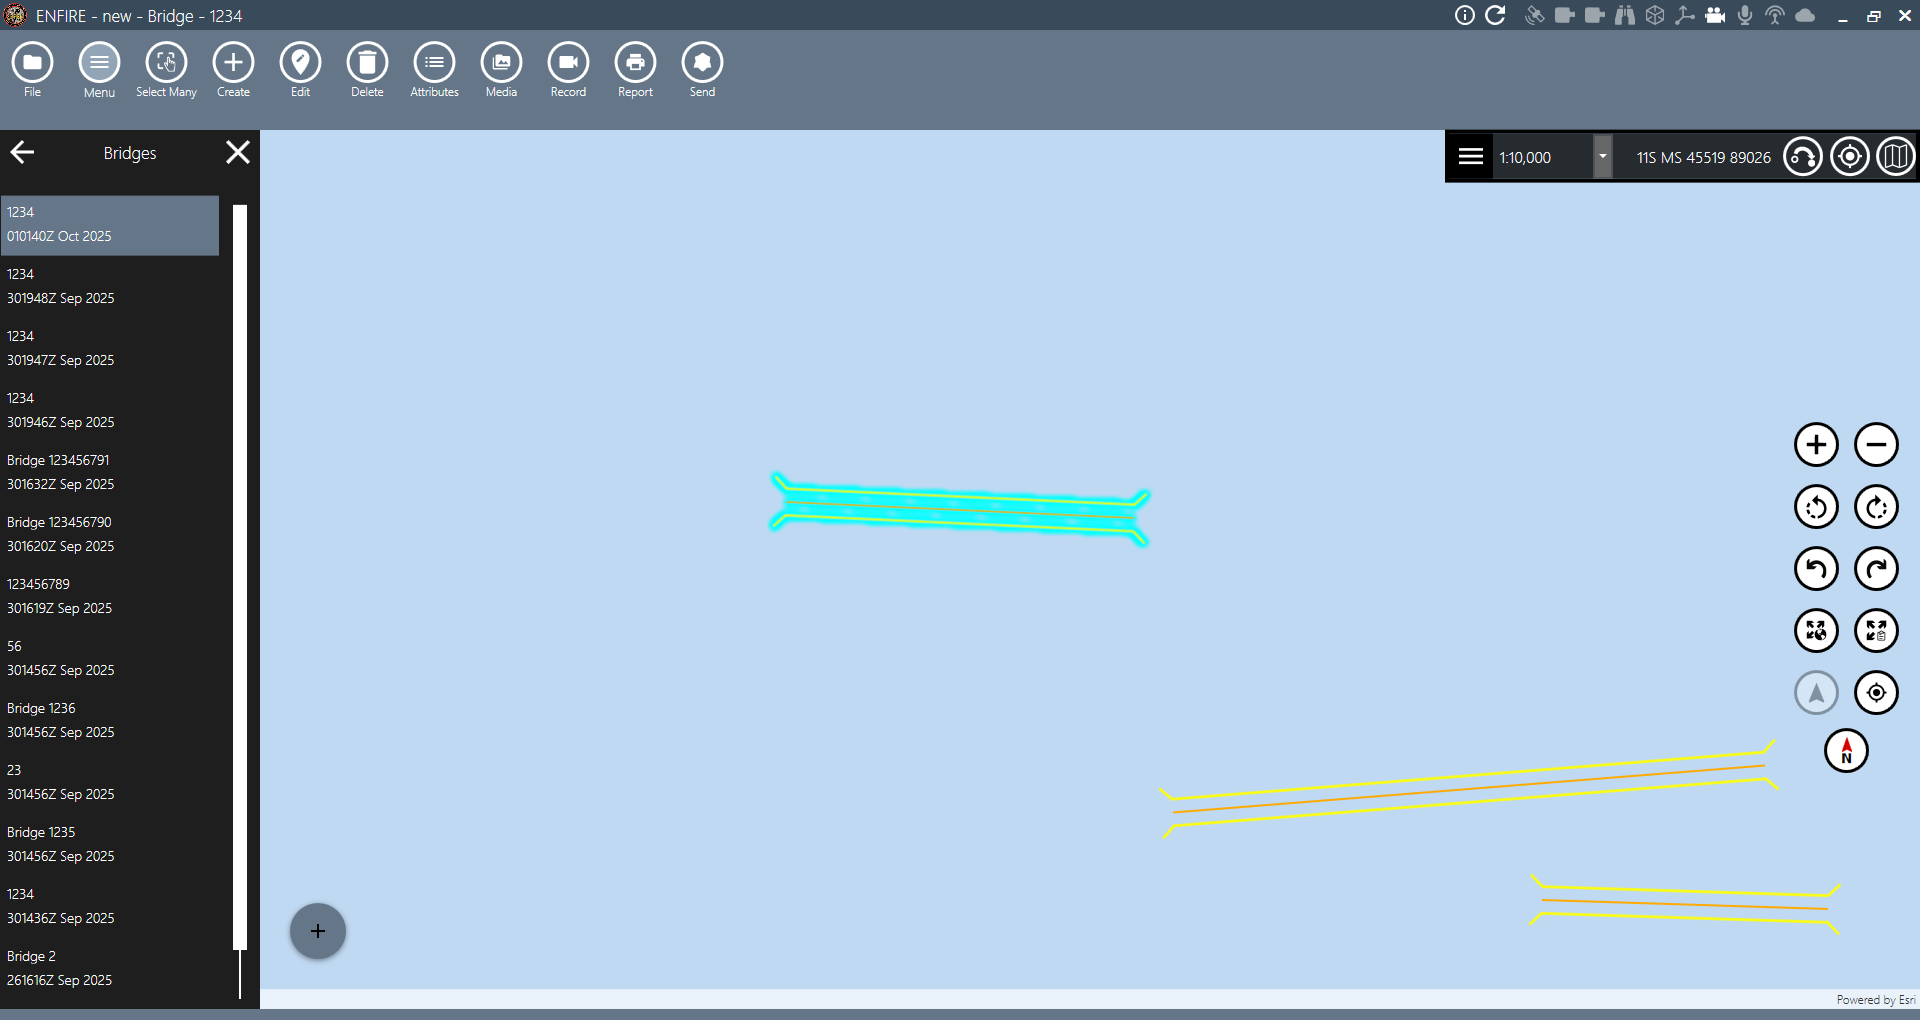 ENFIRE - new - Bridge - 1234
File
Menu
Select Many
Create
Edit
Delete
Attributes
Media
Record
Report
Send
Bridges
1:10,000
11S MS 45519 89026
1234
010140Z Oct 2025
1234
301948Z Sep 2025
1234
301947Z Sep 2025
1234
301946Z Sep 2025
Bridge 123456791
301632Z Sep 2025
Bridge 123456790
301620Z Sep 2025
123456789
301619Z Sep 2025
56
301456Z Sep 2025
Bridge 1236
301456Z Sep 2025
23
301456Z Sep 2025
Bridge 1235
301456Z Sep 2025
1234
301436Z Sep 2025
Bridge 2
261616Z Sep 2025
N
Powered by Esri